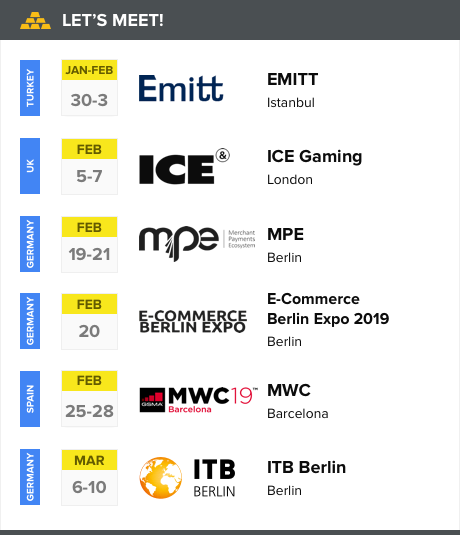 LET'S MEET!
TURKEY
JAN-FEB
30-3
Emitt
EMITT
Istanbul
UK
FEB
5-7
ICE &
ICE Gaming
London
GERMANY
FEB
19-21
mpe
Merchant
Payments
Ecosystem
MPE
Berlin
GERMANY
FEB
20
E-COMMERCE
BERLIN EXPO
E-Commerce
Berlin Expo 2019
Berlin
SPAIN
FEB
25-28
GSMA
MWC19™
Barcelona
MWC
Barcelona
GERMANY
MAR
6-10
ITB
BERLIN
ITB Berlin
Berlin